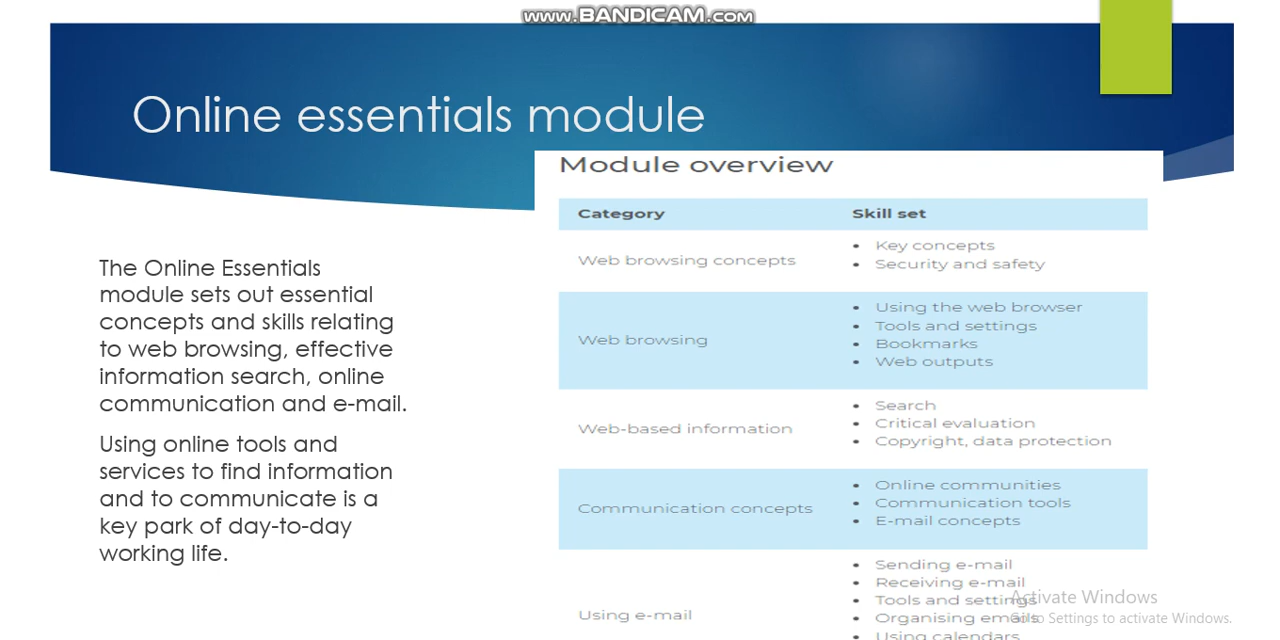 www.BANDICAM.com
Online essentials module
The Online Essentials
module sets out essential
concepts and skills relating
to web browsing, effective
information search, online
communication and e-mail.
Using online tools and
services to find information
and to communicate is a
key park of day-to-day
working life.
Module overview
Category Skill set
Web browsing concepts
• Key concepts
• Security and safety
Web browsing
• Using the web browser
• Tools and settings
• Bookmarks
• Web outputs
Web-based information
• Search
• Critical evaluation
• Copyright, data protection
Communication concepts
• Online communities
• Communication tools
• E-mail concepts
Using e-mail
• Sending e-mail
• Receiving e-mail
• Tools and settings
• Organising emails
• Using calendars
Activate Windows
Go to Settings to activate Windows.